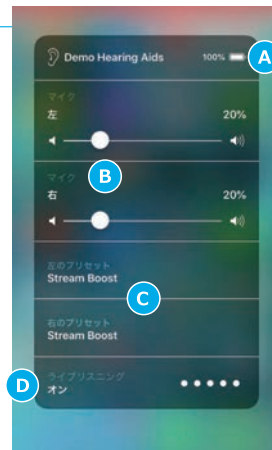 Demo Hearing Aids 100% A
マイク
左 20%
マイク B
右 20%
左のプリセット
Stream Boost
C
右のプリセット
Stream Boost
D ライブリスニング
オン